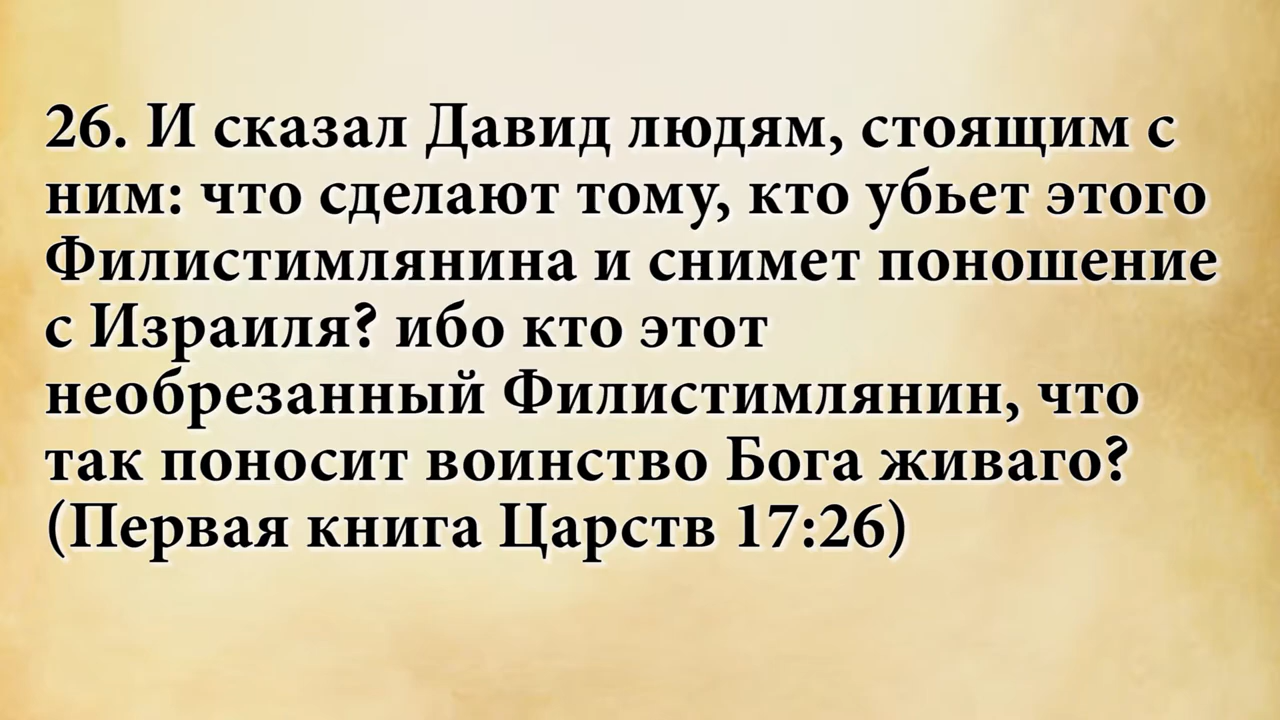 26. И сказал Давид людям, стоящим с
ним: что сделают тому, кто убьет этого
Филистимлянина и снимет поношение
с Израиля? ибо кто этот
необрезанный Филистимлянин, что
так поносит воинство Бога живаго?
(Первая книга Царств 17:26)